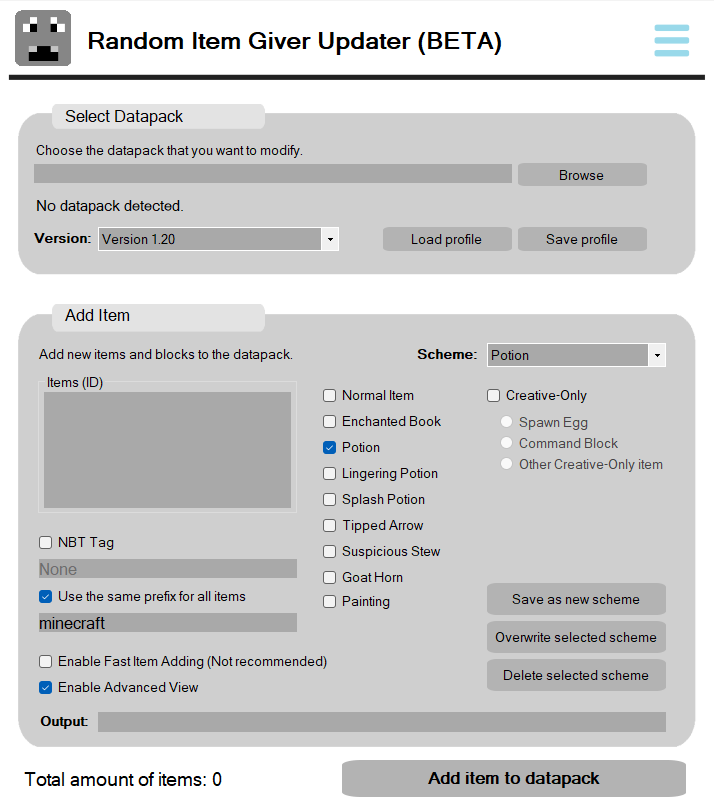 Random Item Giver Updater (BETA)
Select Datapack
Choose the datapack that you want to modify.
Browse
No datapack detected.
Version: Version 1.20 Load profile Save profile
Add Item
Add new items and blocks to the datapack. Scheme: Potion
Items (ID)
Normal Item
Enchanted Book
Potion
Lingering Potion
Splash Potion
Tipped Arrow
Suspicious Stew
Goat Horn
Painting
Creative-Only
Spawn Egg
Command Block
Other Creative-Only item
NBT Tag
None
Use the same prefix for all items
minecraft
Save as new scheme
Overwrite selected scheme
Delete selected scheme
Enable Fast Item Adding (Not recommended)
Enable Advanced View
Output:
Total amount of items: 0 Add item to datapack